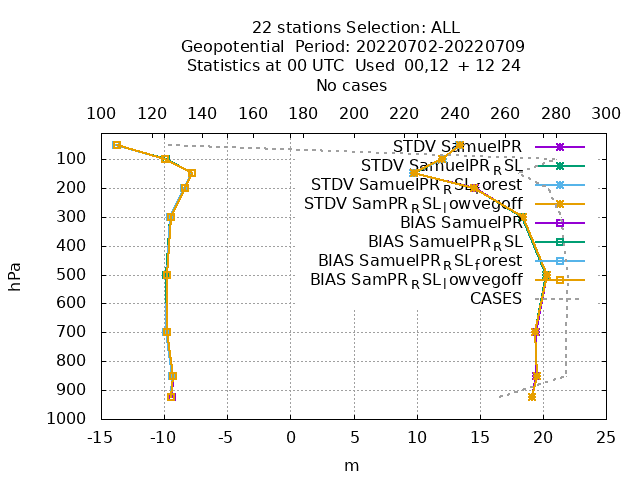 22 stations Selection: ALL
Geopotential  Period: 20220702-20220709
Statistics at 00 UTC  Used  00,12  + 12 24
No cases
100 120 140 160 180 200 220 240 260 280 300
STDV SamuelPR
STDV SamuelPR_RSL
STDV SamuelPR_RSL_forest
STDV SamPR_RSL_lowvegoff
BIAS SamuelPR
BIAS SamuelPR_RSL
BIAS SamuelPR_RSL_forest
BIAS SamPR_RSL_lowvegoff
CASES
hPa
100
200
300
400
500
600
700
800
900
1000
-15 -10 -5 0 5 10 15 20 25
m